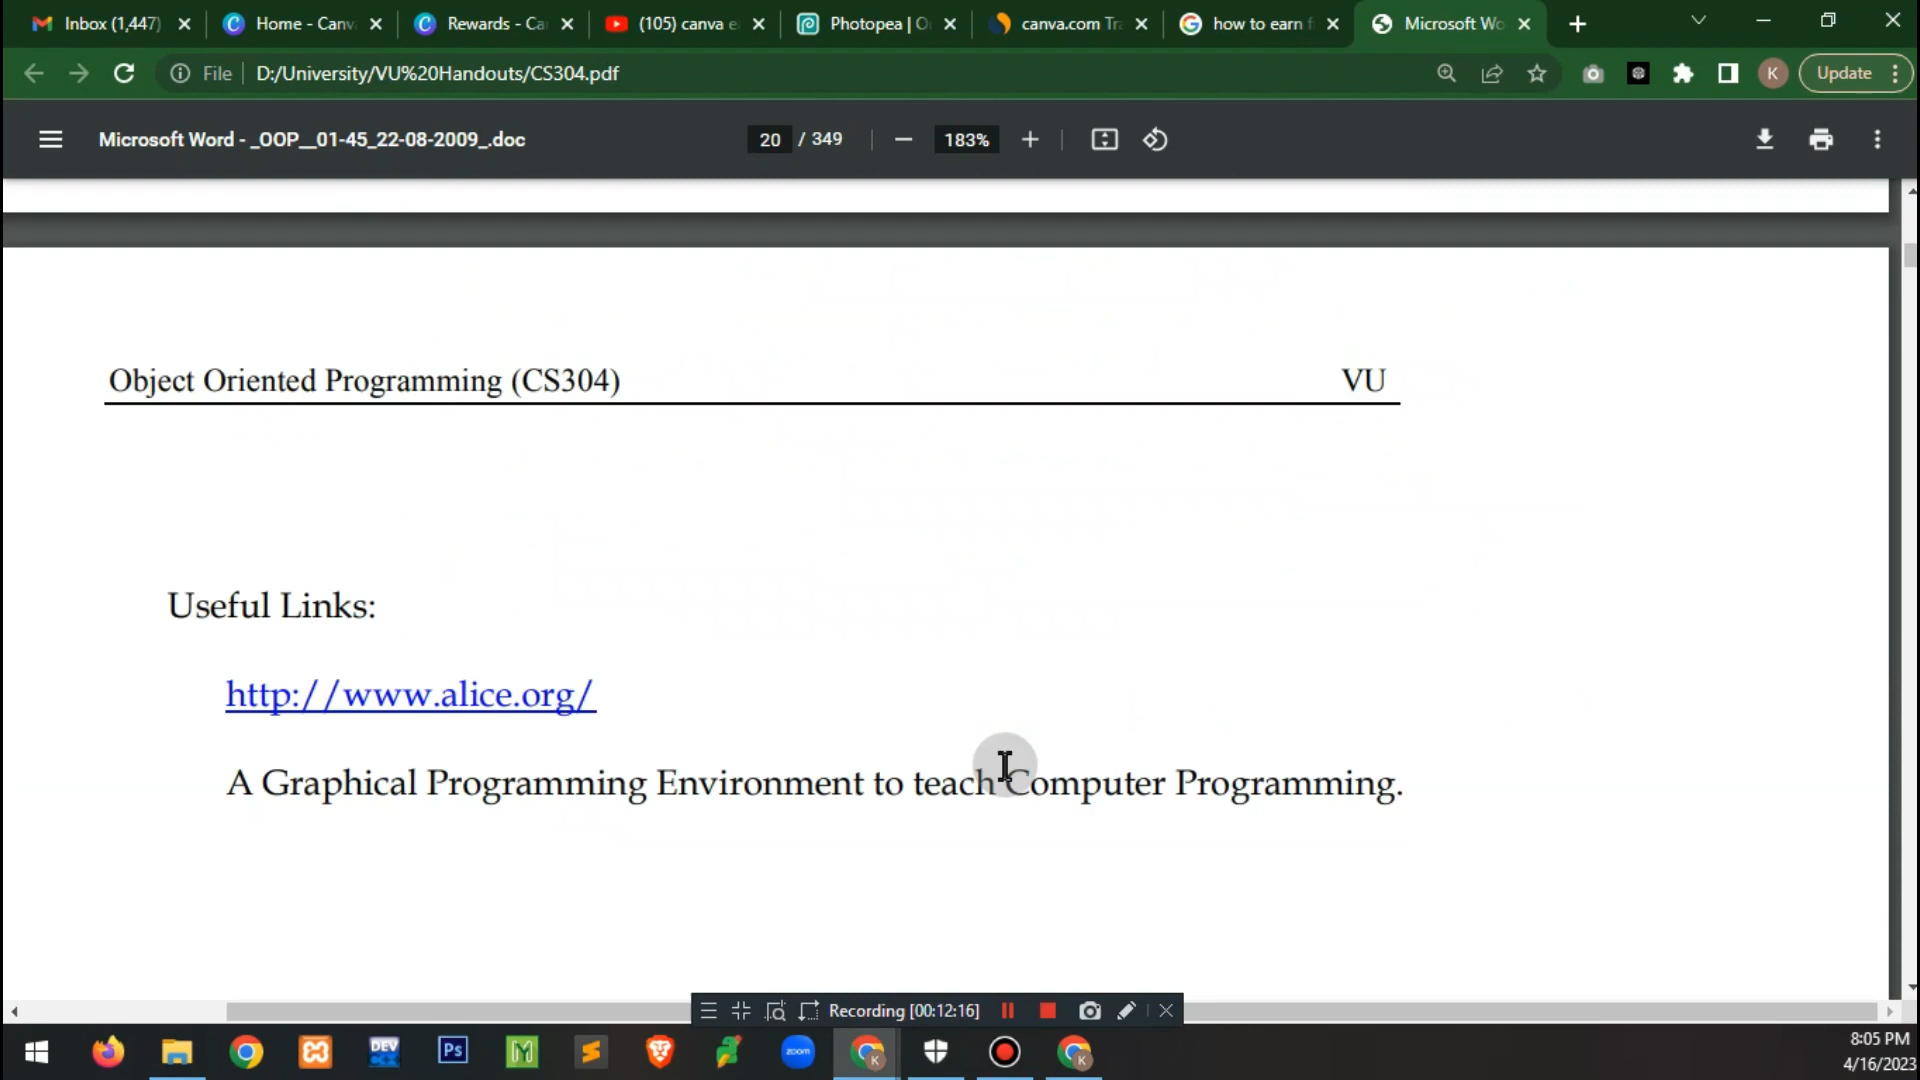 Inbox (1,447)
Home - Canv
Rewards - Ca
(105) canva e
Photopea | O
canva.com Tr
how to earn f
Microsoft Wo
File
D:/University/VU%20Handouts/CS304.pdf
K
Update
Microsoft Word - _OOP__01-45_22-08-2009_.doc
20 / 349
183%
Object Oriented Programming (CS304)
VU
Useful Links:
http://www.alice.org/
A Graphical Programming Environment to teach Computer Programming.
Recording [00:12:16]
DEV
Ps
zoom
K
K
8:05 PM
4/16/2023